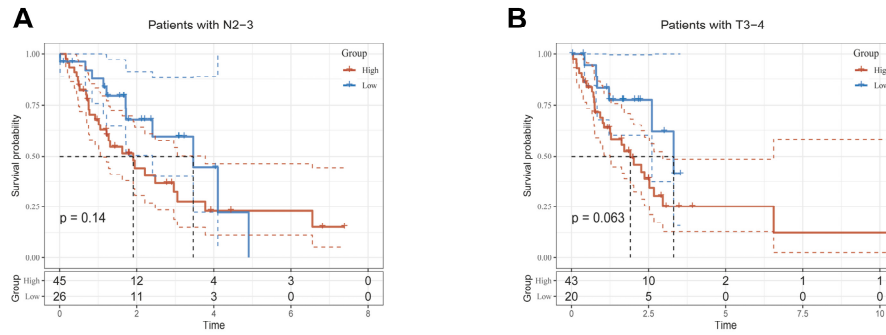 A
Patients with N2−3
Survival probability
1.00
0.75
0.50
0.25
0.00
Group
High
Low
p = 0.14
Group
High 45 12 4 3 0
Low 26 11 3 0 0
0 2 4 6 8
Time
B
Patients with T3−4
Survival probability
1.00
0.75
0.50
0.25
0.00
Group
High
Low
p = 0.063
Group
High 43 10 2 1 1
Low 20 5 0 0 0
0 2.5 5 7.5 10
Time